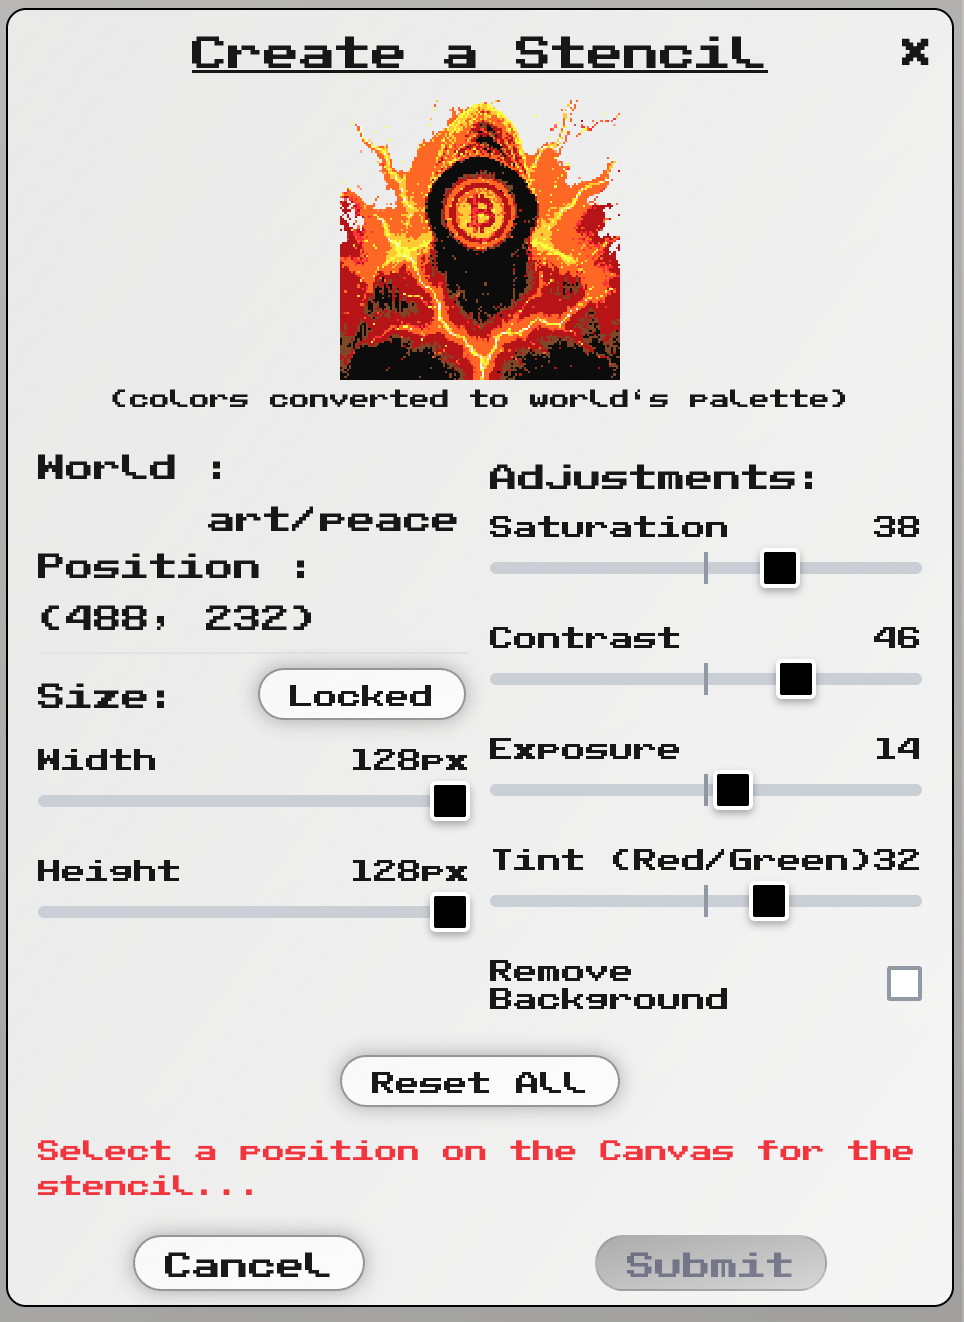 Create a Stencil
X
₿
(colors converted to world's palette)
World :
art/peace
Position :
(488, 232)
Size:
Locked
Width 128px
Height 128px
Adjustments:
Saturation 38
Contrast 46
Exposure 14
Tint (Red/Green)32
Remove
Background
Reset All
Select a position on the Canvas for the
stencil...
Cancel
Submit